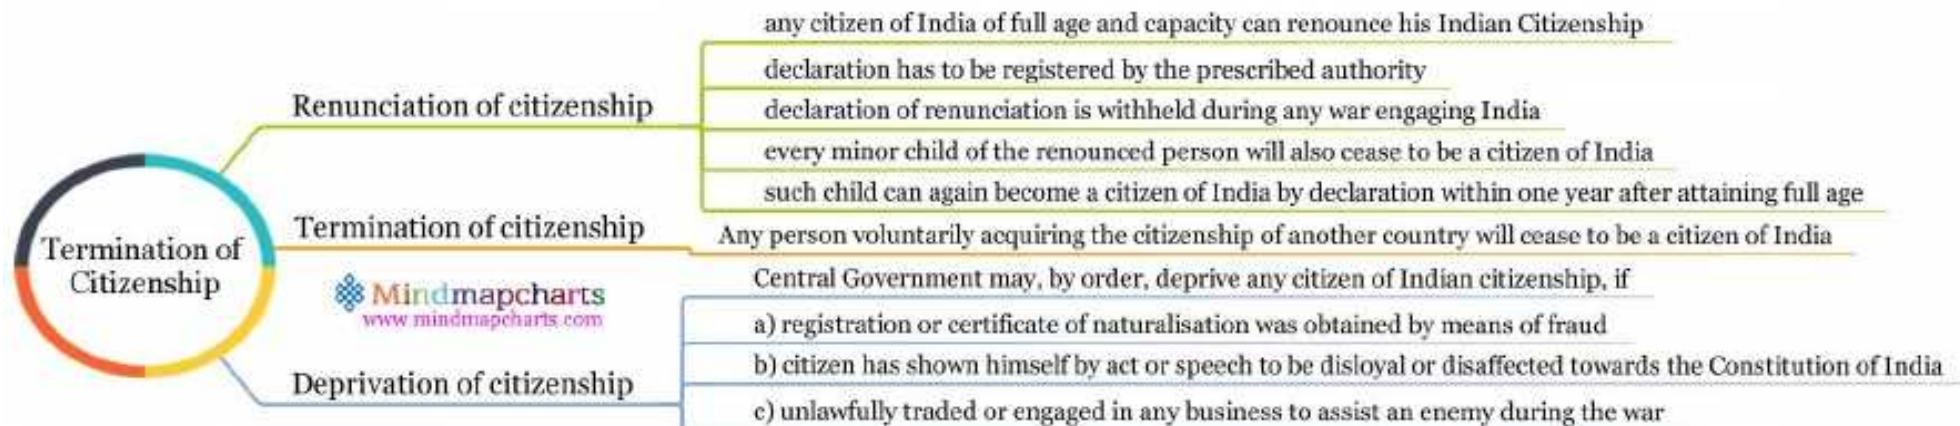 Termination of
Citizenship
Renunciation of citizenship
any citizen of India of full age and capacity can renounce his Indian Citizenship
declaration has to be registered by the prescribed authority
declaration of renunciation is withheld during any war engaging India
every minor child of the renounced person will also cease to be a citizen of India
such child can again become a citizen of India by declaration within one year after attaining full age
Termination of citizenship
Any person voluntarily acquiring the citizenship of another country will cease to be a citizen of India
Mindmapcharts
www mindmapcharts com
Deprivation of citizenship
Central Government may, by order, deprive any citizen of Indian citizenship, if
a) registration or certificate of naturalisation was obtained by means of fraud
b) citizen has shown himself by act or speech to be disloyal or disaffected towards the Constitution of India
c) unlawfully traded or engaged in any business to assist an enemy during the war